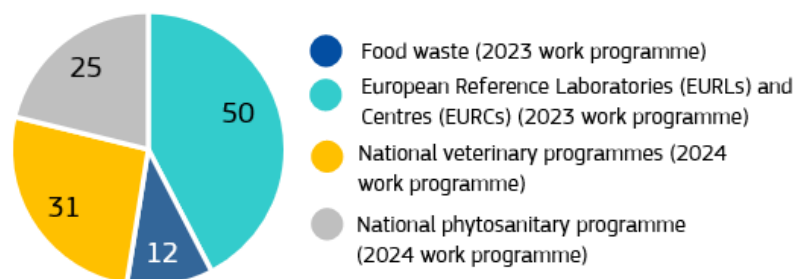 25
50
31
12
Food waste (2023 work programme)
European Reference Laboratories (EURLs) and
Centres (EURCs) (2023 work programme)
National veterinary programmes (2024
work programme)
National phytosanitary programme
(2024 work programme)